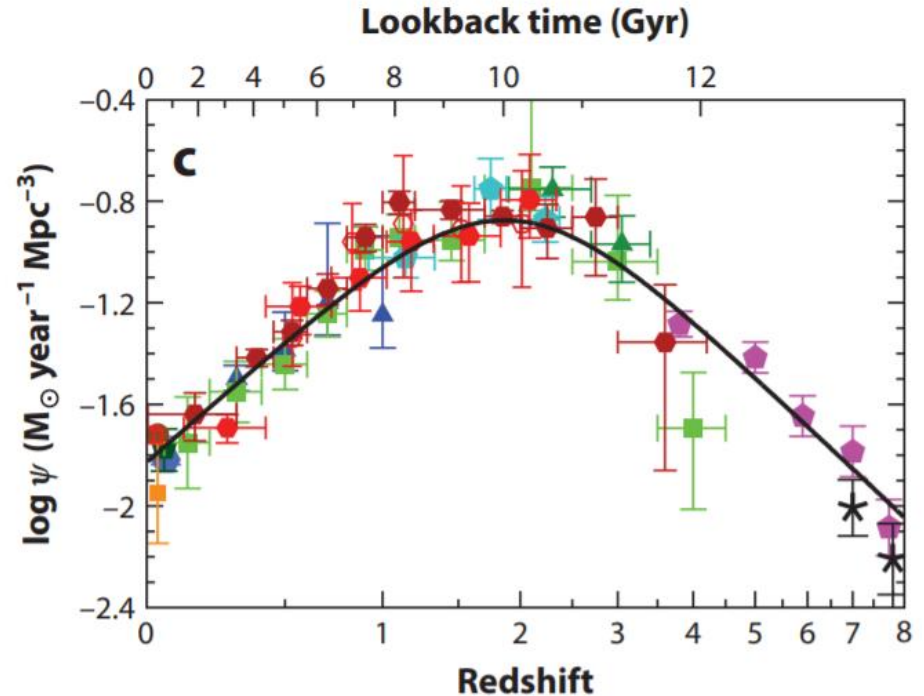 Lookback time (Gyr)
0 2 4 6 8 10 12
c
log ψ (M⊙ year−1 Mpc−3)
−0.4
−0.8
−1.2
−1.6
−2
−2.4
0 1 2 3 4 5 6 7 8
Redshift